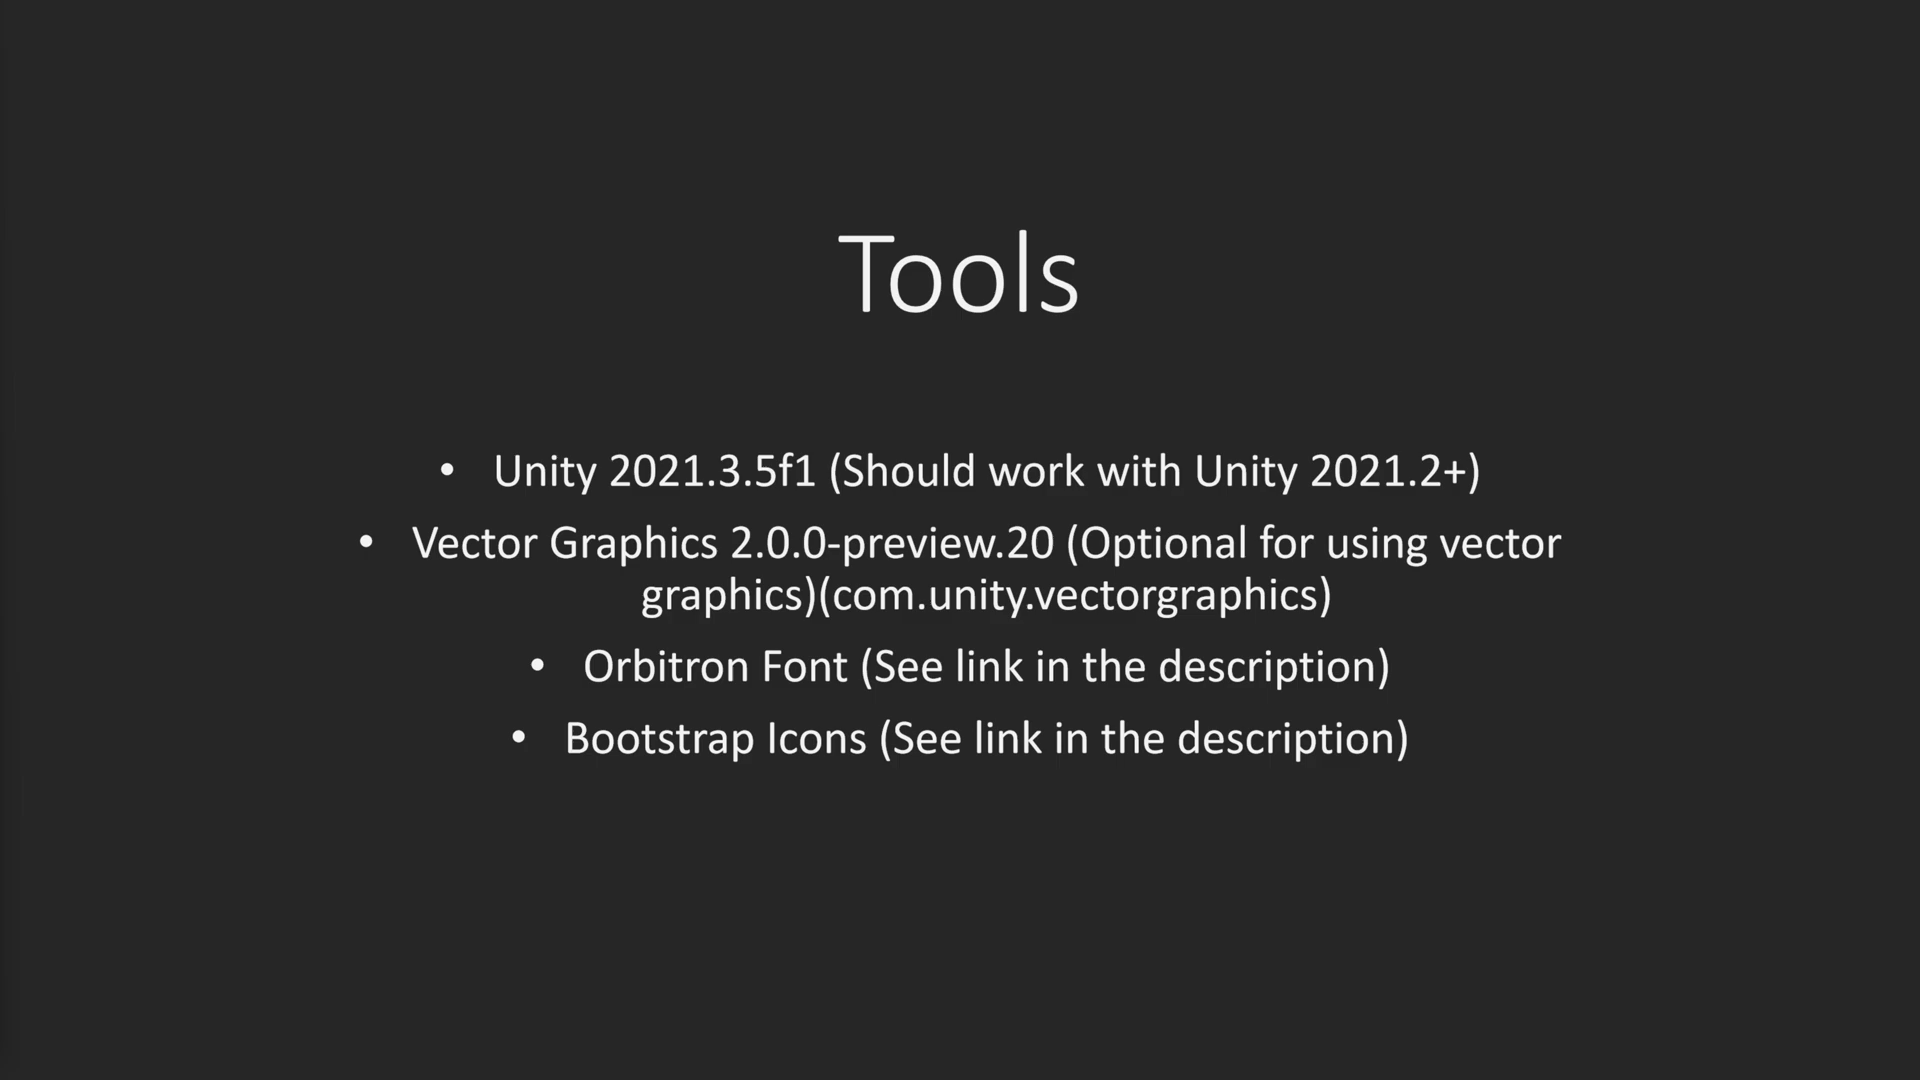 Tools
• Unity 2021.3.5f1 (Should work with Unity 2021.2+)
• Vector Graphics 2.0.0-preview.20 (Optional for using vector
graphics)(com.unity.vectorgraphics)
• Orbitron Font (See link in the description)
• Bootstrap Icons (See link in the description)